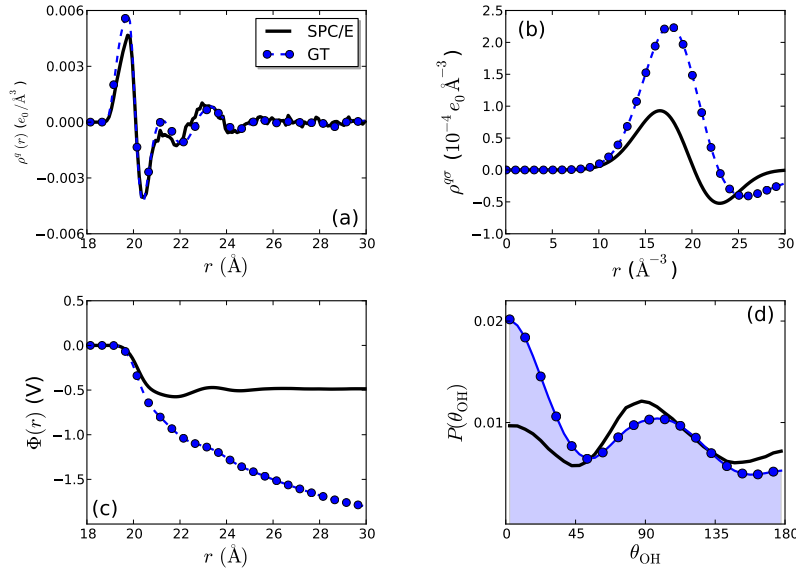 0.006
0.003
0.000
−0.003
−0.006
ρ^q (r) (e₀/Å³)
SPC/E
GT
(a)
18 20 22 24 26 28 30
r (Å)
2.5
2.0
1.5
1.0
0.5
0.0
−0.5
−1.0
ρ^{qσ} (10⁻⁴ e₀ Å⁻³)
(b)
0 5 10 15 20 25 30
r (Å⁻³)
0.5
0.0
−0.5
−1.0
−1.5
Φ(r) (V)
(c)
18 20 22 24 26 28 30
r (Å)
0.02
0.01
P(θ_OH)
(d)
0 45 90 135 180
θ_OH